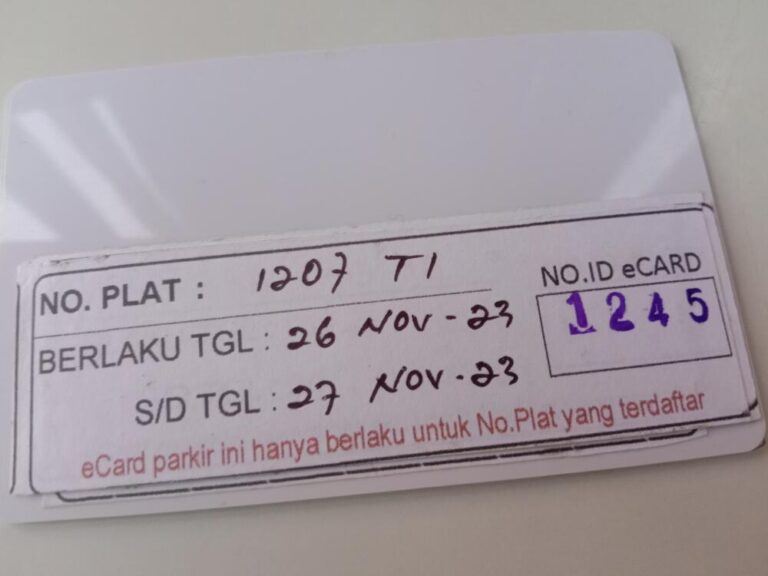 NO. PLAT : 1207 TI
NO.ID eCARD
1245
BERLAKU TGL : 26 NOV - 23
S/D TGL : 27 NOV - 23
eCard parkir ini hanya berlaku untuk No.Plat yang terdaftar